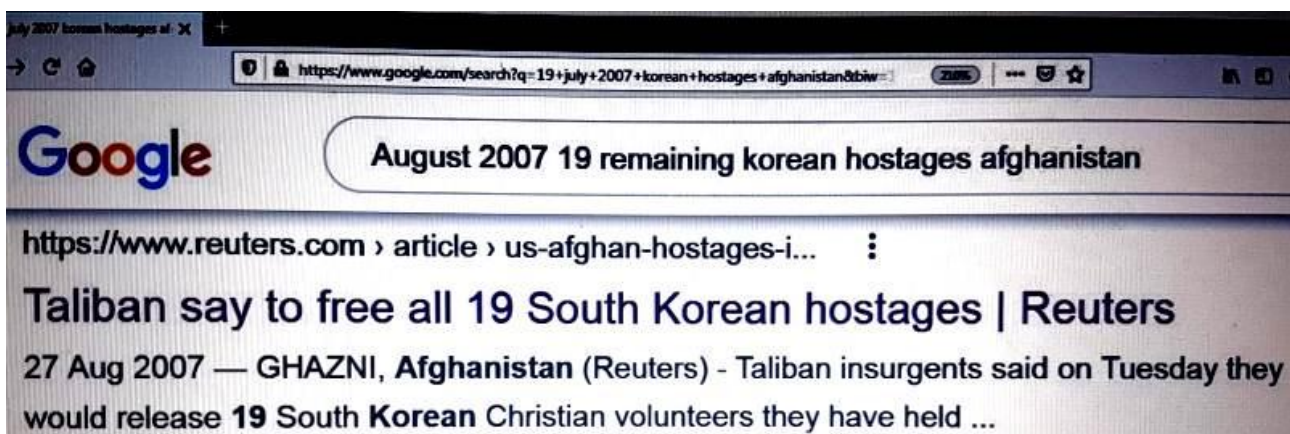 july 2007 korean hostages af
https://www.google.com/search?q=19+july+2007+korean+hostages+afghanistan&biw=
Google
August 2007 19 remaining korean hostages afghanistan
https://www.reuters.com › article › us-afghan-hostages-i...
Taliban say to free all 19 South Korean hostages | Reuters
27 Aug 2007 — GHAZNI, Afghanistan (Reuters) - Taliban insurgents said on Tuesday they
would release 19 South Korean Christian volunteers they have held ...